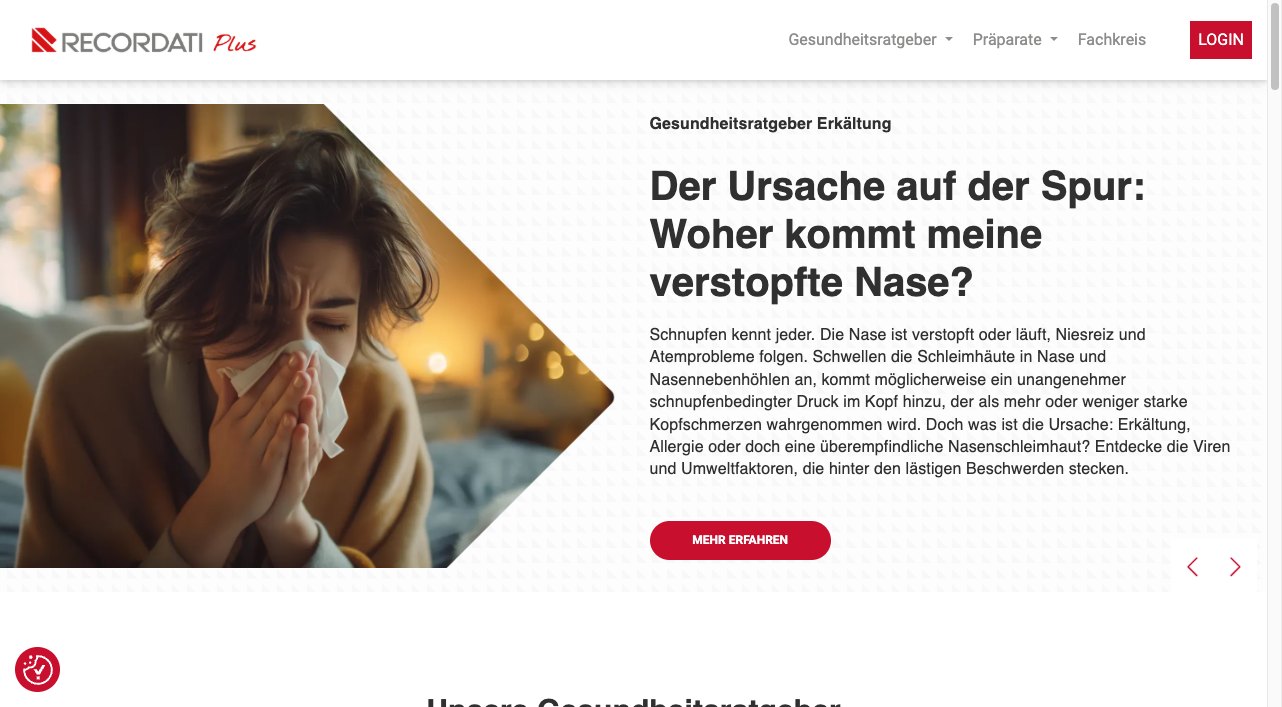 RECORDATI Plus
Gesundheitsratgeber
Präparate
Fachkreis
LOGIN
Gesundheitsratgeber Erkältung
Der Ursache auf der Spur:
Woher kommt meine
verstopfte Nase?
Schnupfen kennt jeder. Die Nase ist verstopft oder läuft, Niesreiz und
Atemprobleme folgen. Schwellen die Schleimhäute in Nase und
Nasennebenhöhlen an, kommt möglicherweise ein unangenehmer
schnupfenbedingter Druck im Kopf hinzu, der als mehr oder weniger starke
Kopfschmerzen wahrgenommen wird. Doch was ist die Ursache: Erkältung,
Allergie oder doch eine überempfindliche Nasenschleimhaut? Entdecke die Viren
und Umweltfaktoren, die hinter den lästigen Beschwerden stecken.
MEHR ERFAHREN
Unsere Gesundheitsratgeber